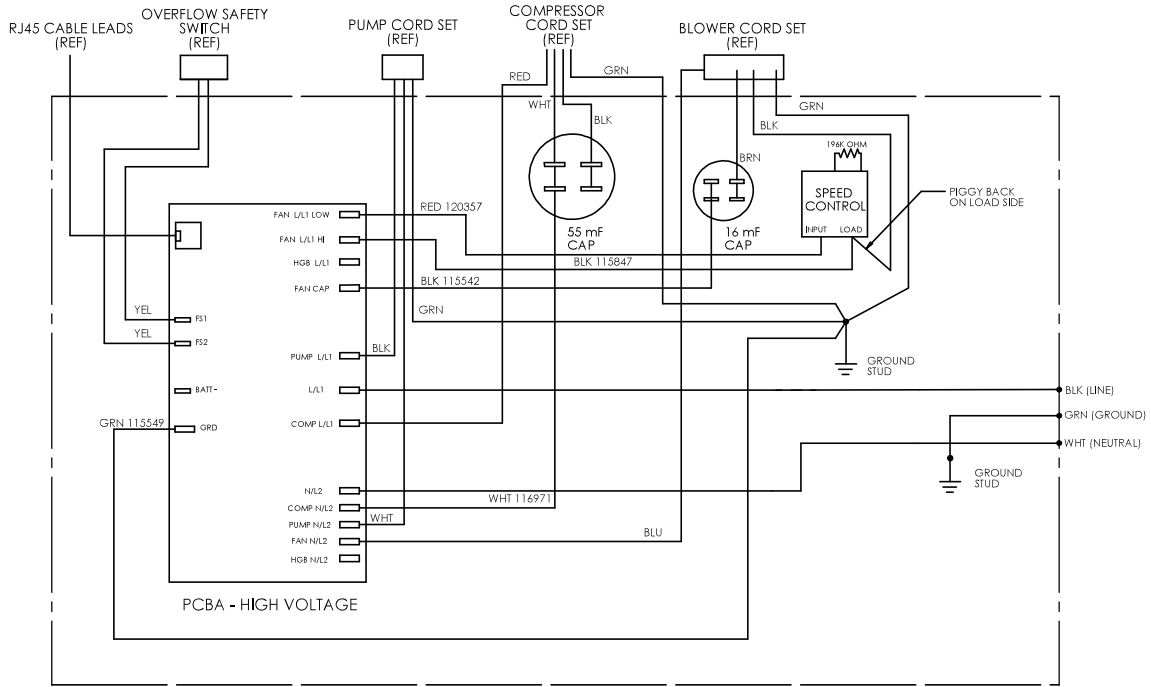 RJ45 CABLE LEADS
(REF)
OVERFLOW SAFETY
SWITCH
(REF)
PUMP CORD SET
(REF)
COMPRESSOR
CORD SET
(REF)
BLOWER CORD SET
(REF)
RED
GRN
WHT
BLK
GRN
BLK
BRN
196K OHM
SPEED
CONTROL
INPUT LOAD
PIGGY BACK
ON LOAD SIDE
55 mF
CAP
16 mF
CAP
FAN L/L1 LOW
RED 120357
FAN L/L1 HI
BLK 115847
HGB L/L1
FAN CAP
BLK 115542
GRN
YEL
FS1
YEL
FS2
PUMP L/L1
BLK
GROUND
STUD
BATT-
L/L1
BLK (LINE)
GRN 115549
GRD
COMP L/L1
GRN (GROUND)
WHT (NEUTRAL)
GROUND
STUD
N/L2
COMP N/L2
WHT 116971
PUMP N/L2
WHT
FAN N/L2
BLU
HGB N/L2
PCBA - HIGH VOLTAGE